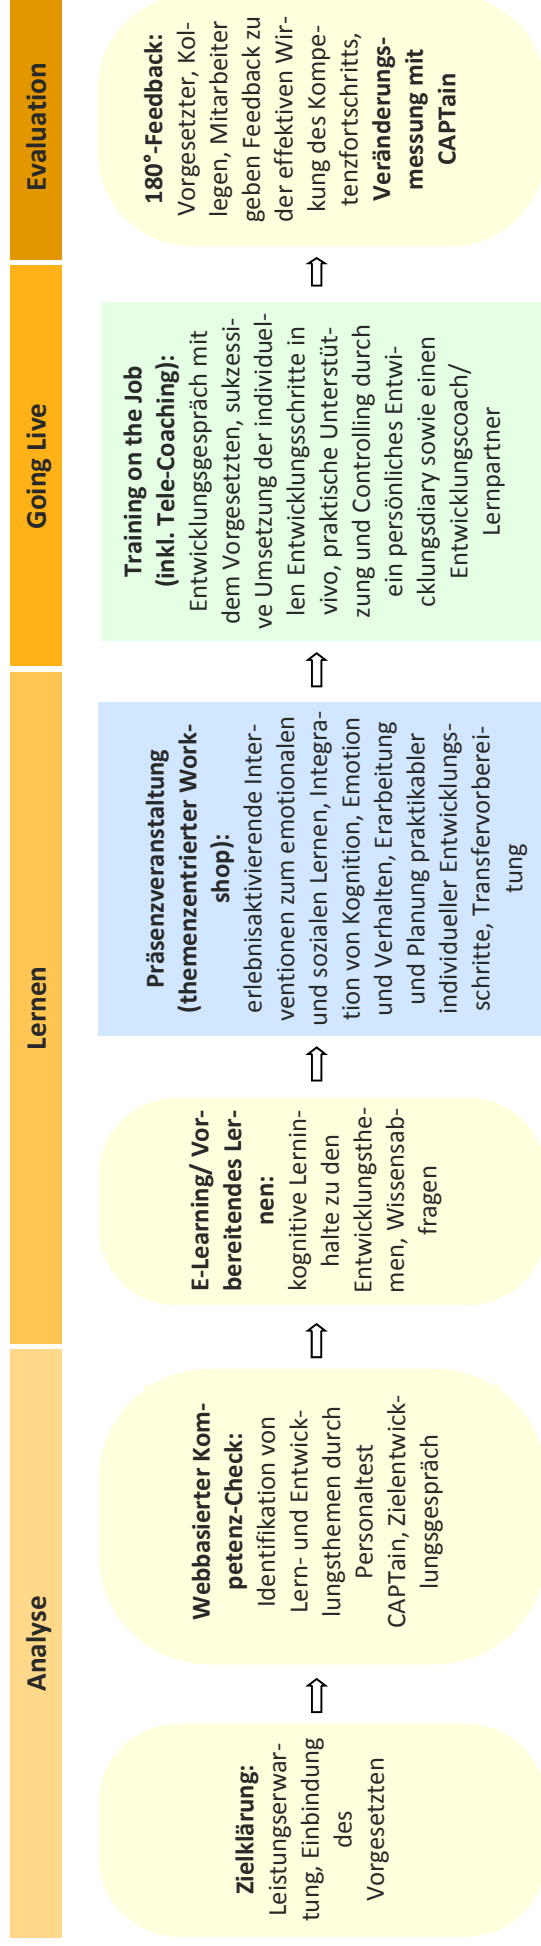 Analyse
Lernen
Going Live
Evaluation
Zielklärung:
Leistungserwar-
tung, Einbindung
des
Vorgesetzten
Webbasierter Kom-
petenz-Check:
Identifikation von
Lern- und Entwick-
lungsthemen durch
Personaltest
CAPTain, Zielentwick-
lungsgespräch
E-Learning/ Vor-
bereitendes Ler-
nen:
kognitive Lernin-
halte zu den
Entwicklungsthe-
men, Wissensab-
fragen
Präsenzveranstaltung
(themenzentrierter Work-
shop):
erlebnisaktivierende Inter-
ventionen zum emotionalen
und sozialen Lernen, Integra-
tion von Kognition, Emotion
und Verhalten, Erarbeitung
und Planung praktikabler
individueller Entwicklungs-
schritte, Transfervorberei-
tung
Training on the Job
(inkl. Tele-Coaching):
Entwicklungsgespräch mit
dem Vorgesetzten, sukzessi-
ve Umsetzung der individuel-
len Entwicklungsschritte in
vivo, praktische Unterstüt-
zung und Controlling durch
ein persönliches Entwi-
cklungsdiary sowie einen
Entwicklungscoach/
Lernpartner
180°-Feedback:
Vorgesetzter, Kol-
legen, Mitarbeiter
geben Feedback zu
der effektiven Wir-
kung des Kompe-
tenzfortschritts,
Veränderungs-
messung mit
CAPTain